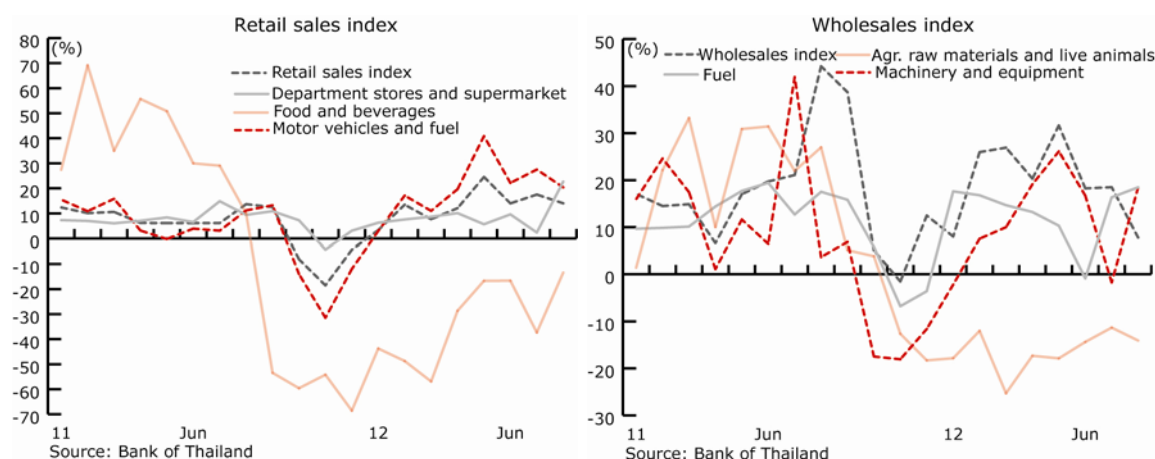 Retail sales index
80
(%)
70
60
50
40
30
20
10
0
-10
-20
-30
-40
-50
-60
-70
Retail sales index
Department stores and supermarket
Food and beverages
Motor vehicles and fuel
11
Jun
12
Jun
Source: Bank of Thailand
Wholesales index
50
(%)
40
30
20
10
0
-10
-20
-30
Wholesales index
Agr. raw materials and live animals
Fuel
Machinery and equipment
11
Jun
12
Jun
Source: Bank of Thailand